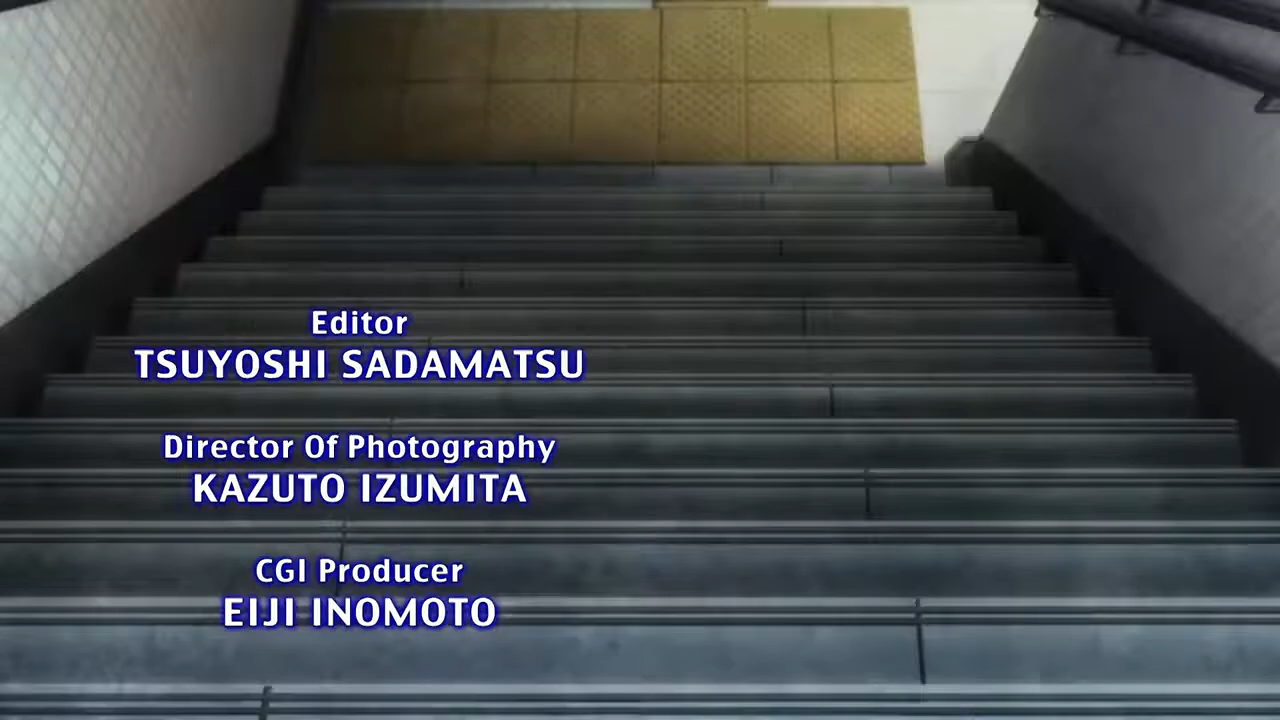 Editor
TSUYOSHI SADAMATSU
Director Of Photography
KAZUTO IZUMITA
CGI Producer
EIJI INOMOTO